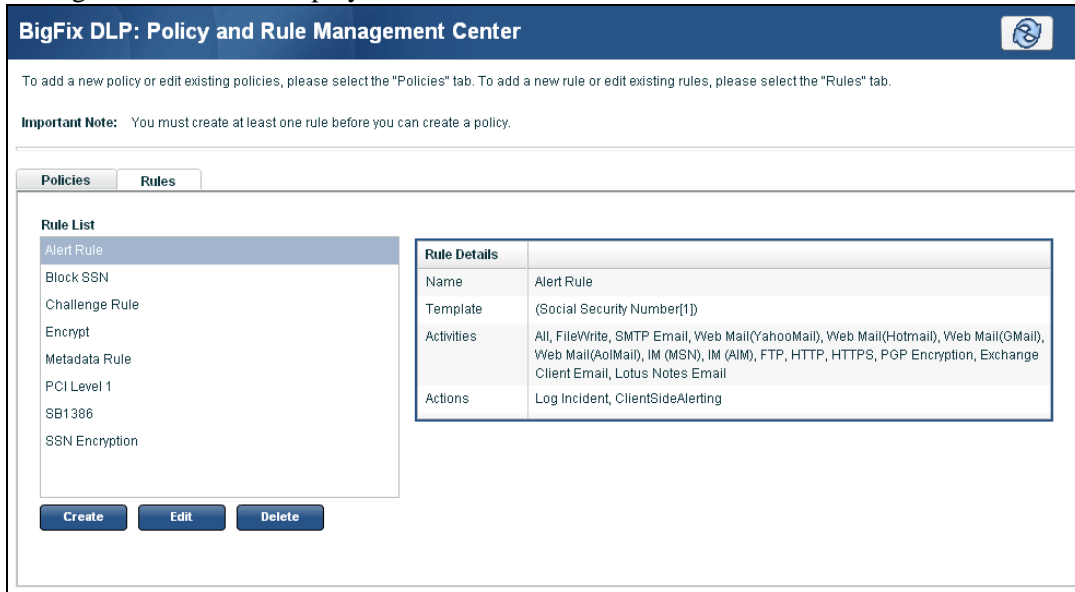 BigFix DLP: Policy and Rule Management Center
To add a new policy or edit existing policies, please select the "Policies" tab. To add a new rule or edit existing rules, please select the "Rules" tab.
Important Note: You must create at least one rule before you can create a policy.
Policies Rules
Rule List
Alert Rule
Block SSN
Challenge Rule
Encrypt
Metadata Rule
PCI Level 1
SB1386
SSN Encryption
Rule Details
Name Alert Rule
Template (Social Security Number[1])
Activities All, FileWrite, SMTP Email, Web Mail(YahooMail), Web Mail(Hotmail), Web Mail(GMail),
Web Mail(AolMail), IM (MSN), IM (AIM), FTP, HTTP, HTTPS, PGP Encryption, Exchange
Client Email, Lotus Notes Email
Actions Log Incident, ClientSideAlerting
Create Edit Delete